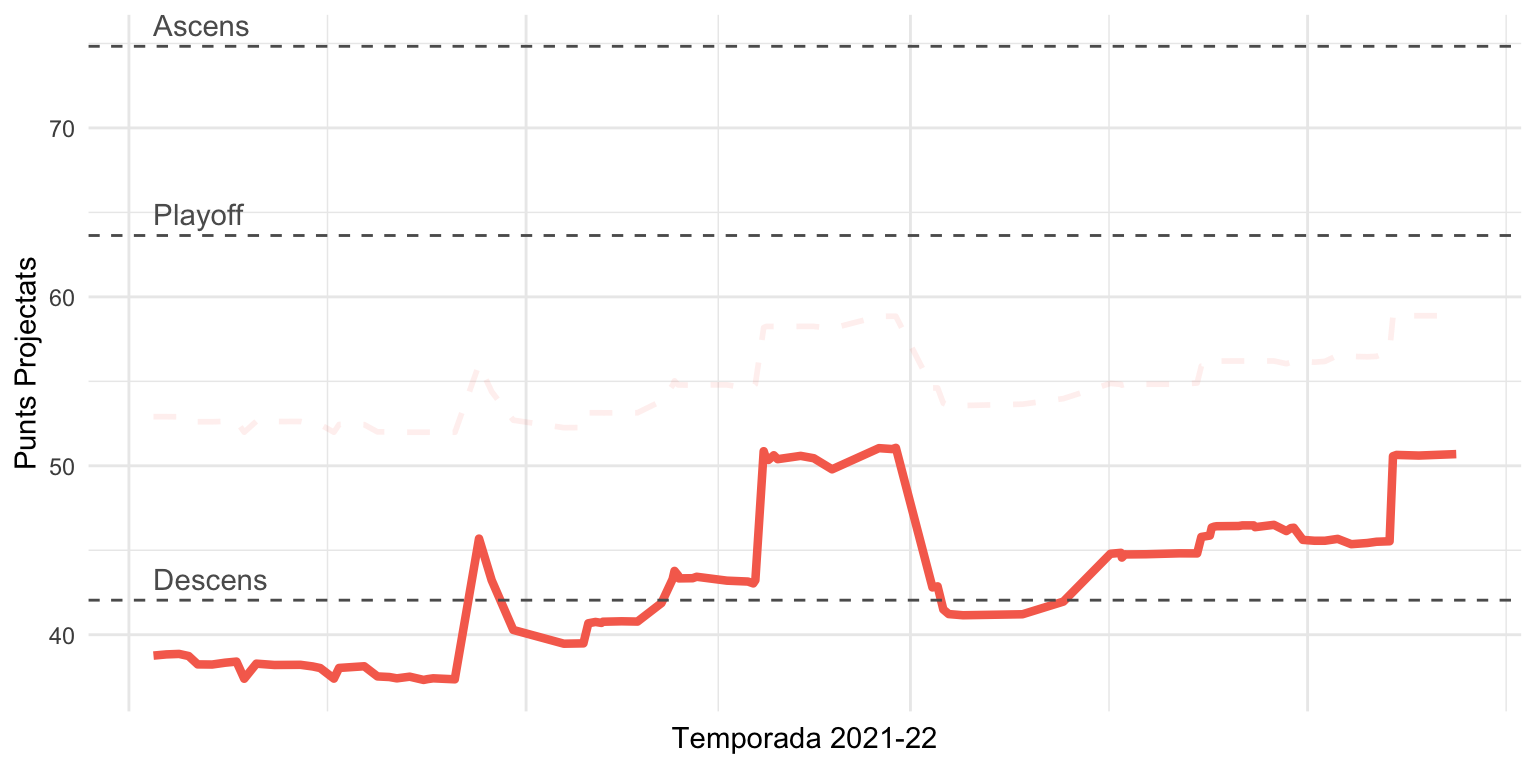 Ascens
70
Playoff
60
50
Descens
40
Punts Projectats
Temporada 2021-22